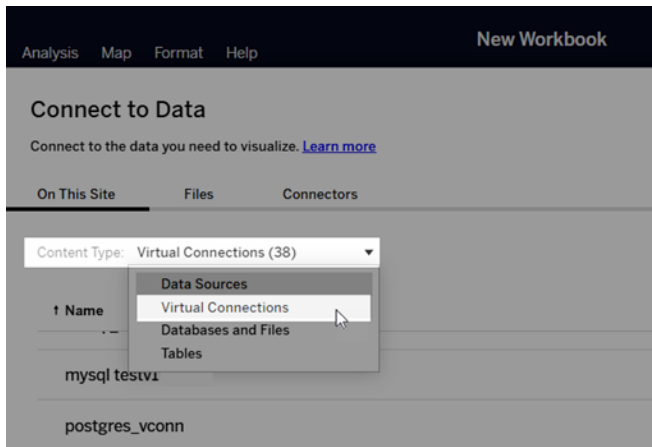 New Workbook
Analysis Map Format Help
Connect to Data
Connect to the data you need to visualize. Learn more
On This Site Files Connectors
Content Type: Virtual Connections (38)
Data Sources
↑ Name
Virtual Connections
Databases and Files
Tables
mysql testv1
postgres_vconn